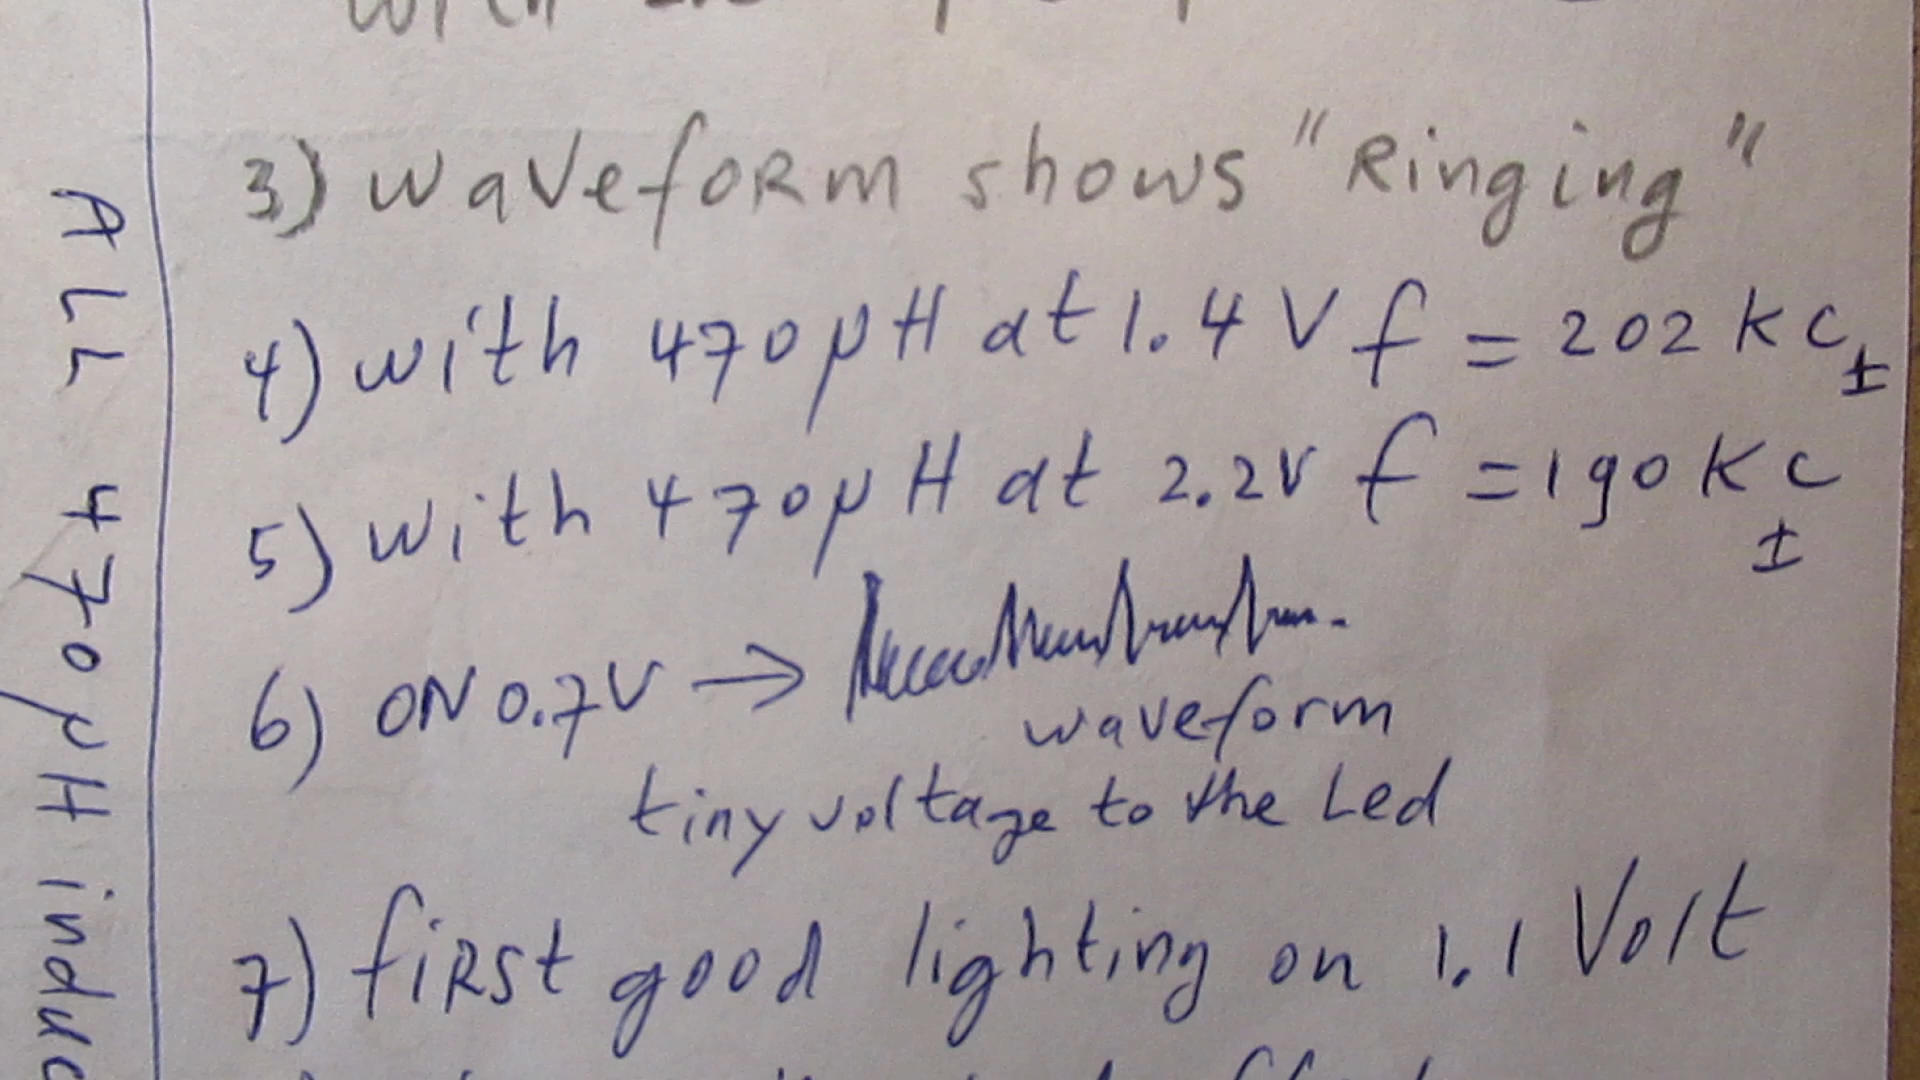 3) waveform shows "Ringing"
4) with 470µH at 1.4 V f = 202 kc ±
5) with 470µH at 2.2V f = 190 kc ±
6) ON 0.7V →
waveform
tiny voltage to the Led
7) first good lighting on 1.1 Volt
ALL 470µH induc